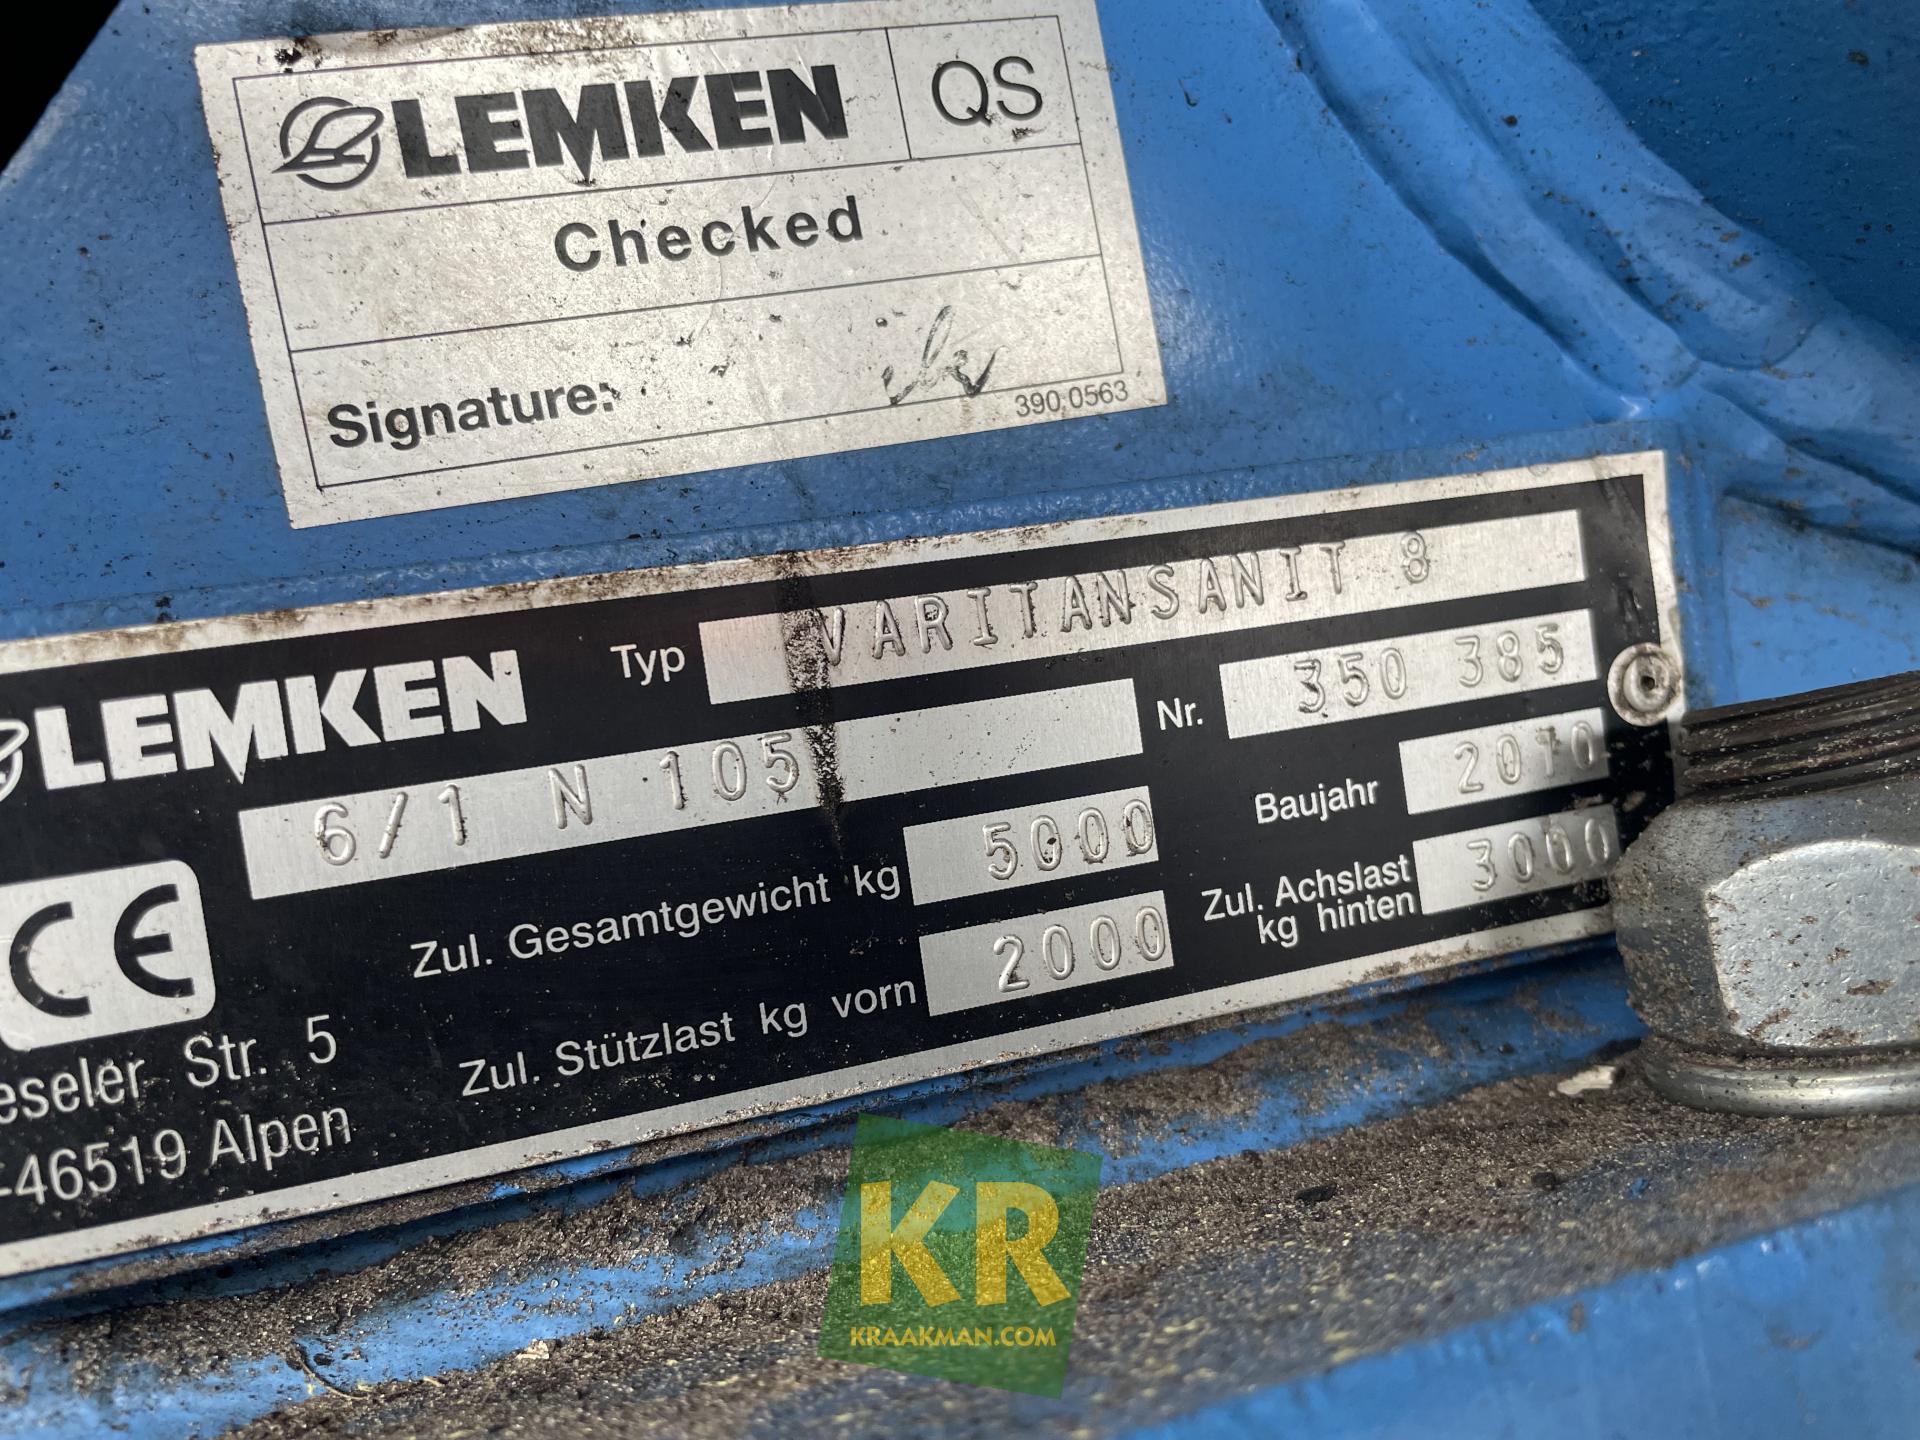 LEMKEN QS
Checked
Signature:
390.0563
LEMKEN Typ VARITANSANIT 8
6/1 N 105 Nr. 350 385
Baujahr 2010
Zul. Gesamtgewicht kg 5000
Zul. Achslast kg hinten 3000
Zul. Stützlast kg vorn 2000
CE
eseler Str. 5
-46519 Alpen
KR
KRAAKMAN.COM